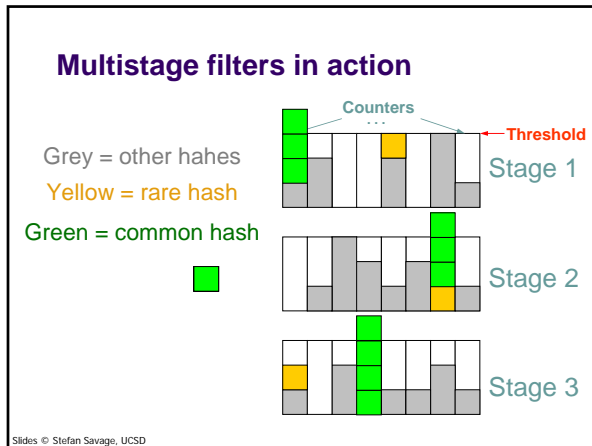 Multistage filters in action
Counters
. . .
Threshold
Grey = other hahes
Stage 1
Yellow = rare hash
Green = common hash
Stage 2
Stage 3
Slides © Stefan Savage, UCSD